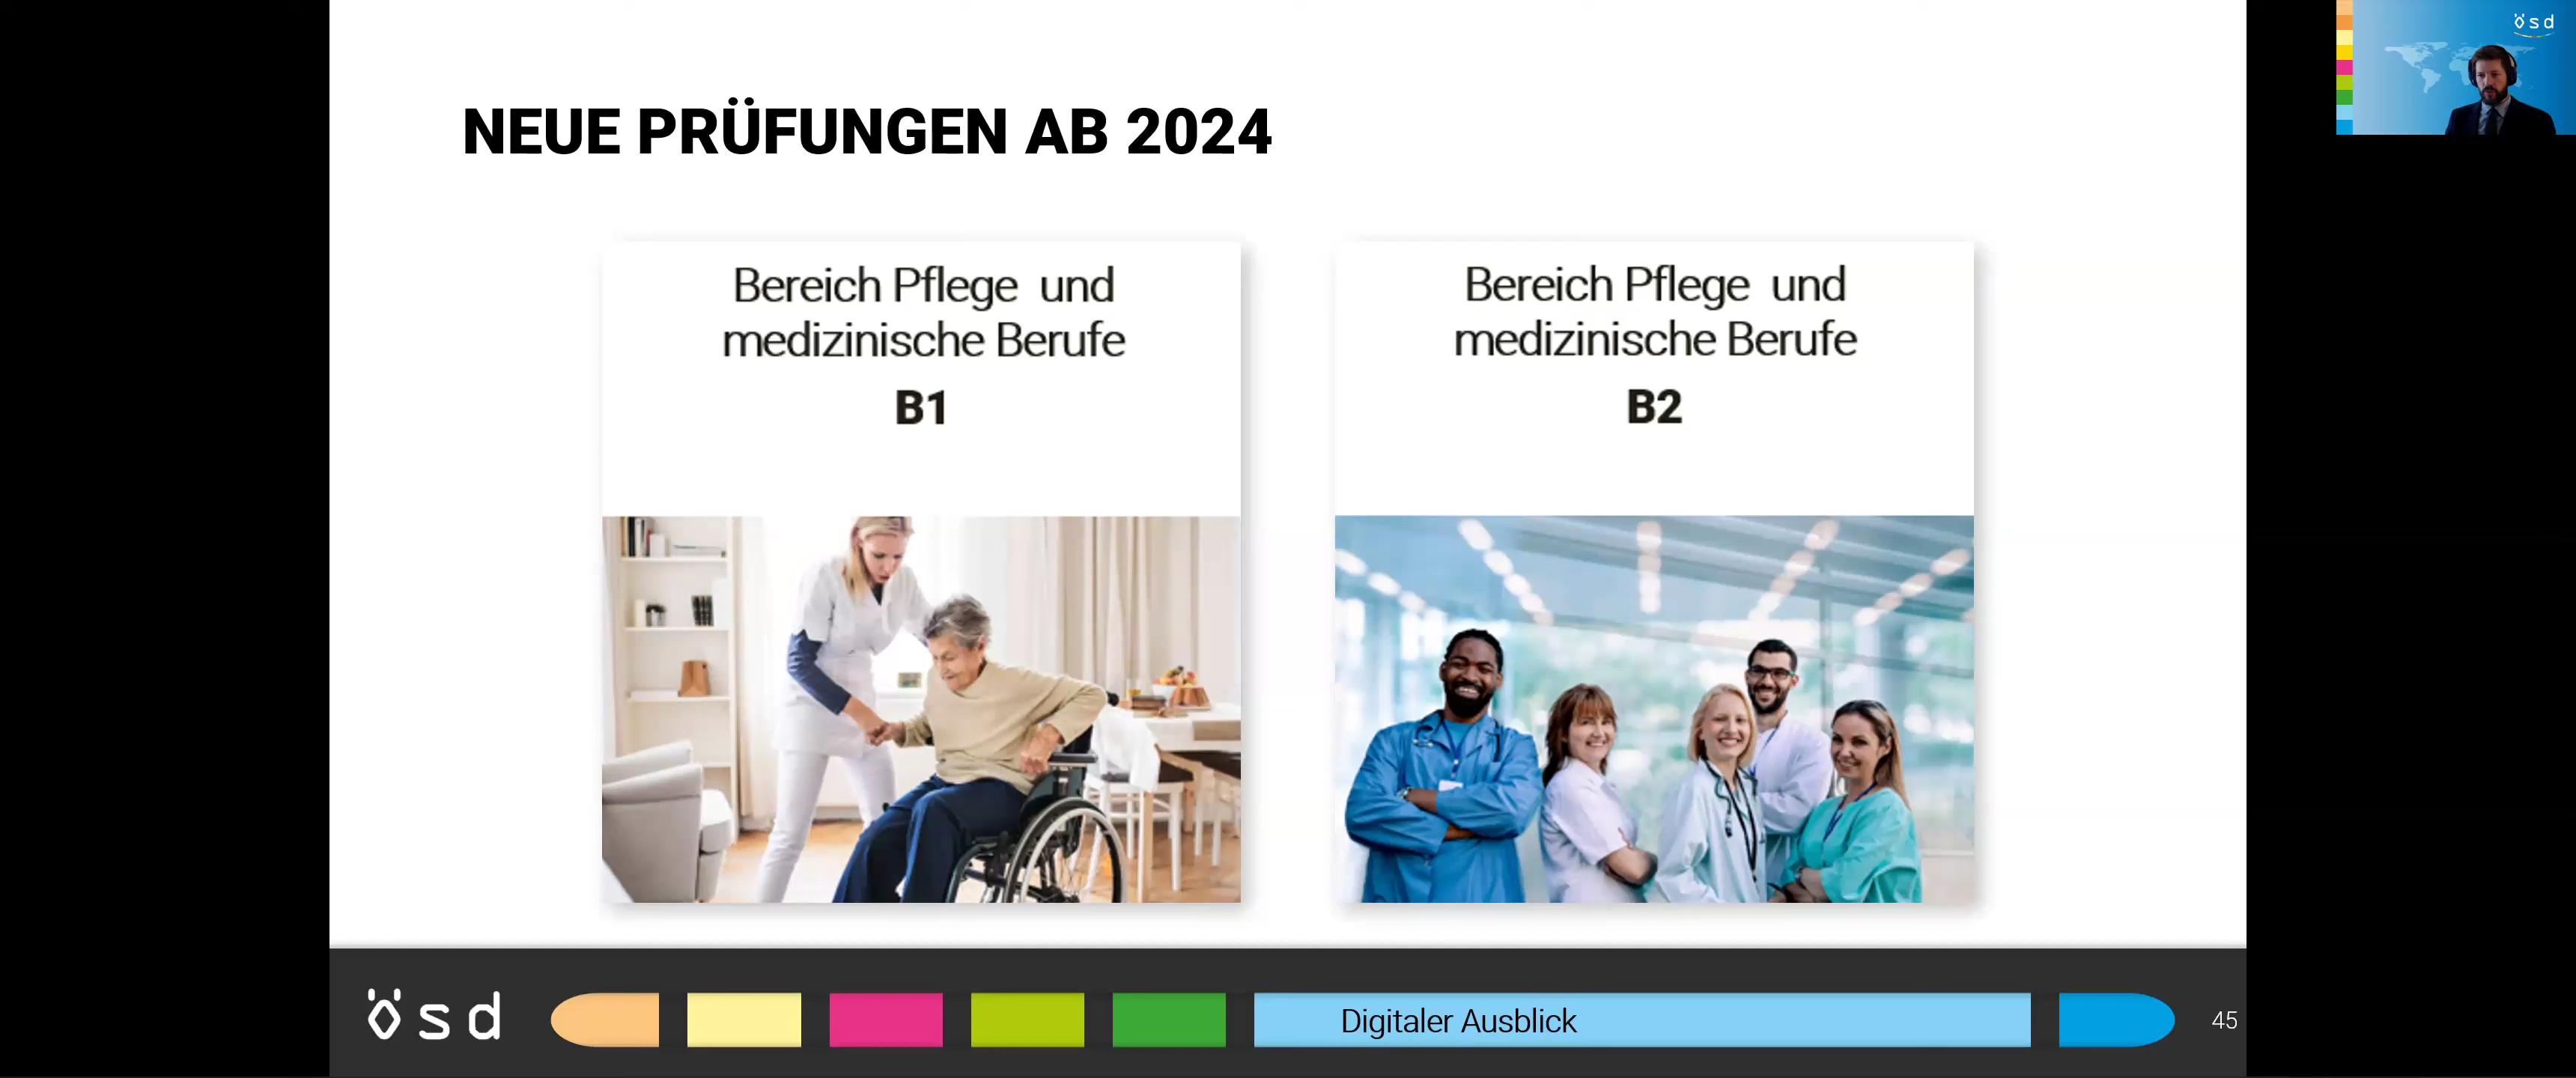 NEUE PRÜFUNGEN AB 2024
Bereich Pflege und
medizinische Berufe
B1
Bereich Pflege und
medizinische Berufe
B2
ösd
Digitaler Ausblick
45
ösd